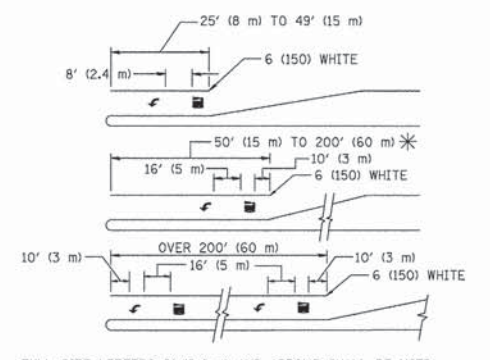 25' (8 m) TO 49' (15 m)
8' (2.4 m)
6 (150) WHITE
50' (15 m) TO 200' (60 m) *
16' (5 m)
10' (3 m)
6 (150) WHITE
OVER 200' (60 m)
10' (3 m)
16' (5 m)
10' (3 m)
6 (150) WHITE